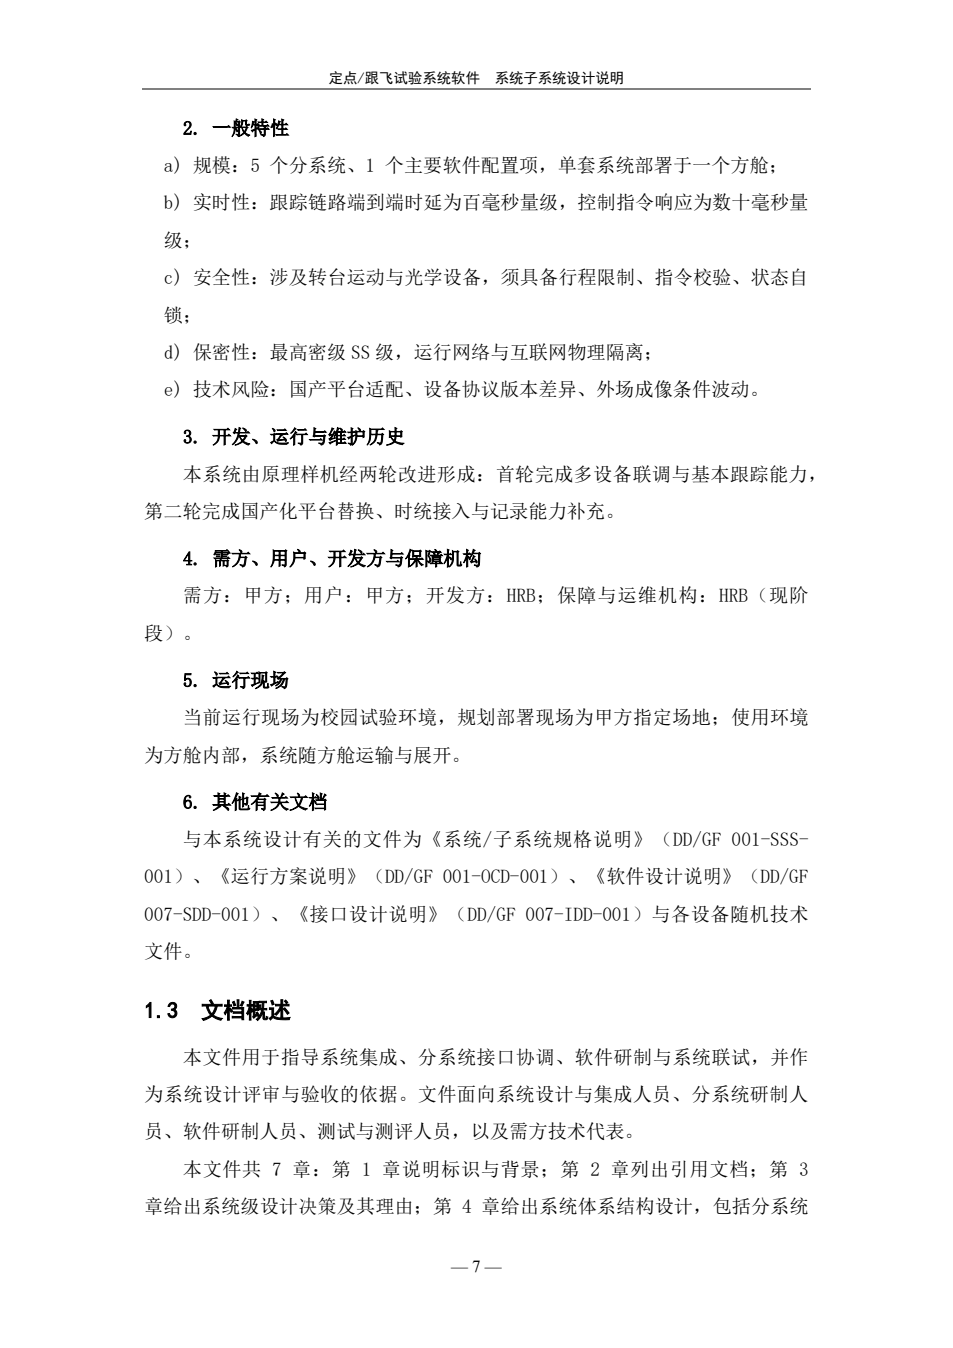 定点/跟飞试验系统软件　系统子系统设计说明
2. 一般特性
a) 规模：5 个分系统、1 个主要软件配置项，单套系统部署于一个方舱；
b) 实时性：跟踪链路端到端时延为百毫秒量级，控制指令响应为数十毫秒量
级；
c) 安全性：涉及转台运动与光学设备，须具备行程限制、指令校验、状态自
锁；
d) 保密性：最高密级 SS 级，运行网络与互联网物理隔离；
e) 技术风险：国产平台适配、设备协议版本差异、外场成像条件波动。
3. 开发、运行与维护历史
本系统由原理样机经两轮改进形成：首轮完成多设备联调与基本跟踪能力，
第二轮完成国产化平台替换、时统接入与记录能力补充。
4. 需方、用户、开发方与保障机构
需方：甲方；用户：甲方；开发方：HRB；保障与运维机构：HRB（现阶
段）。
5. 运行现场
当前运行现场为校园试验环境，规划部署现场为甲方指定场地；使用环境
为方舱内部，系统随方舱运输与展开。
6. 其他有关文档
与本系统设计有关的文件为《系统/子系统规格说明》（DD/GF 001-SSS-
001）、《运行方案说明》（DD/GF 001-OCD-001）、《软件设计说明》（DD/GF
007-SDD-001）、《接口设计说明》（DD/GF 007-IDD-001）与各设备随机技术
文件。
1.3　文档概述
本文件用于指导系统集成、分系统接口协调、软件研制与系统联试，并作
为系统设计评审与验收的依据。文件面向系统设计与集成人员、分系统研制人
员、软件研制人员、测试与测评人员，以及需方技术代表。
本文件共 7 章：第 1 章说明标识与背景；第 2 章列出引用文档；第 3
章给出系统级设计决策及其理由；第 4 章给出系统体系结构设计，包括分系统
— 7 —